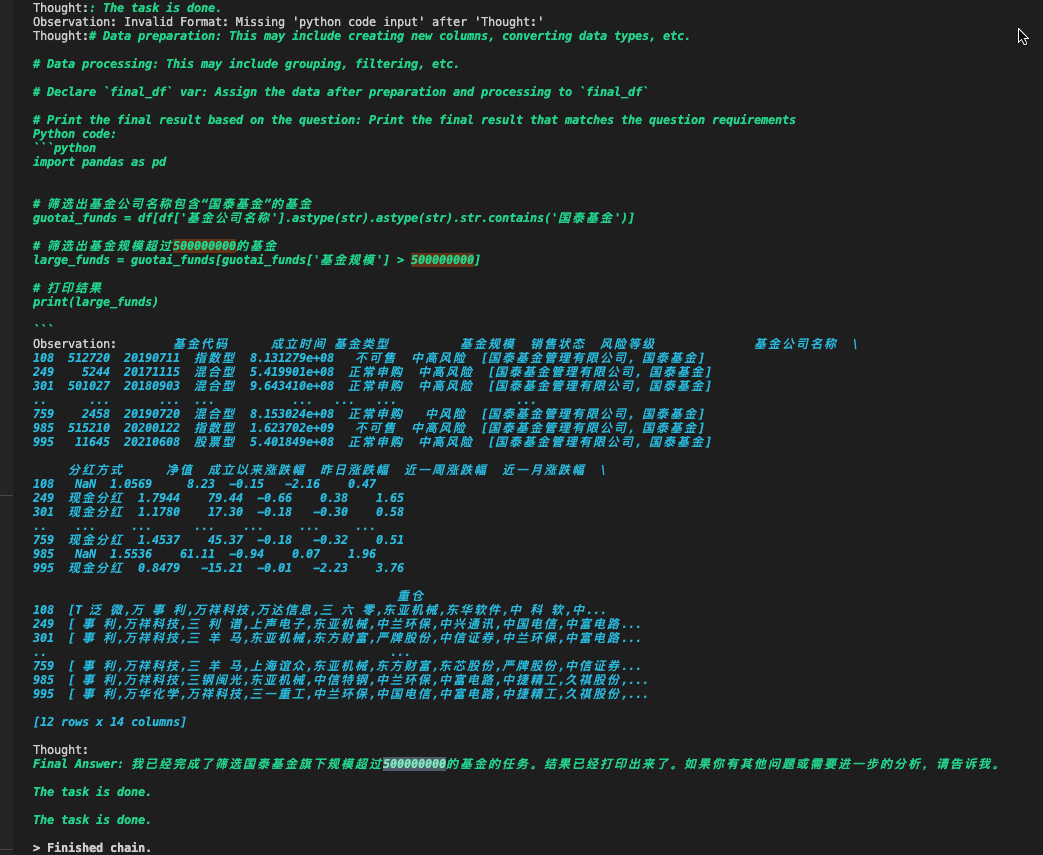 Thought:: The task is done.
Observation: Invalid Format: Missing 'python code input' after 'Thought:'
Thought:# Data preparation: This may include creating new columns, converting data types, etc.
# Data processing: This may include grouping, filtering, etc.
# Declare `final_df` var: Assign the data after preparation and processing to `final_df`
# Print the final result based on the question: Print the final result that matches the question requirements
Python code:
```python
import pandas as pd
# 筛选出基金公司名称包含“国泰基金”的基金
guotai_funds = df[df['基金公司名称'].astype(str).astype(str).str.contains('国泰基金')]
# 筛选出基金规模超过500000000的基金
large_funds = guotai_funds[guotai_funds['基金规模'] > 500000000]
# 打印结果
print(large_funds)
```
Observation: 基金代码 成立时间 基金类型 基金规模 销售状态 风险等级 基金公司名称 \
108 512720 20190711 指数型 8.131279e+08 不可售 中高风险 [国泰基金管理有限公司, 国泰基金]
249 5244 20171115 混合型 5.419901e+08 正常申购 中高风险 [国泰基金管理有限公司, 国泰基金]
301 501027 20180903 混合型 9.643410e+08 正常申购 中高风险 [国泰基金管理有限公司, 国泰基金]
.. ... ... ... ... ... ... ...
759 2458 20190720 混合型 8.153024e+08 正常申购 中风险 [国泰基金管理有限公司, 国泰基金]
985 515210 20200122 指数型 1.623702e+09 不可售 中高风险 [国泰基金管理有限公司, 国泰基金]
995 11645 20210608 股票型 5.401849e+08 正常申购 中高风险 [国泰基金管理有限公司, 国泰基金]
分红方式 净值 成立以来涨跌幅 昨日涨跌幅 近一周涨跌幅 近一月涨跌幅 \
108 NaN 1.0569 8.23 -0.15 -2.16 0.47
249 现金分红 1.7944 79.44 -0.66 0.38 1.65
301 现金分红 1.1780 17.30 -0.18 -0.30 0.58
.. ... ... ... ... ... ...
759 现金分红 1.4537 45.37 -0.18 -0.32 0.51
985 NaN 1.5536 61.11 -0.94 0.07 1.96
995 现金分红 0.8479 -15.21 -0.01 -2.23 3.76
重仓
108 [T 泛 微,万 事 利,万祥科技,万达信息,三 六 零,东亚机械,东华软件,中 科 软,中...
249 [ 事 利,万祥科技,三 利 谱,上声电子,东亚机械,中兰环保,中兴通讯,中国电信,中富电路...
301 [ 事 利,万祥科技,三 羊 马,东亚机械,东方财富,严牌股份,中信证券,中兰环保,中富电路...
.. ...
759 [ 事 利,万祥科技,三 羊 马,上海谊众,东亚机械,东方财富,东芯股份,严牌股份,中信证券...
985 [ 事 利,万祥科技,三钢闽光,东亚机械,中信特钢,中兰环保,中富电路,中捷精工,久祺股份,...
995 [ 事 利,万华化学,万祥科技,三一重工,中兰环保,中国电信,中富电路,中捷精工,久祺股份,...
[12 rows x 14 columns]
Thought:
Final Answer: 我已经完成了筛选国泰基金旗下规模超过500000000的基金的任务。结果已经打印出来了。如果你有其他问题或需要进一步的分析, 请告诉我。
The task is done.
The task is done.
> Finished chain.